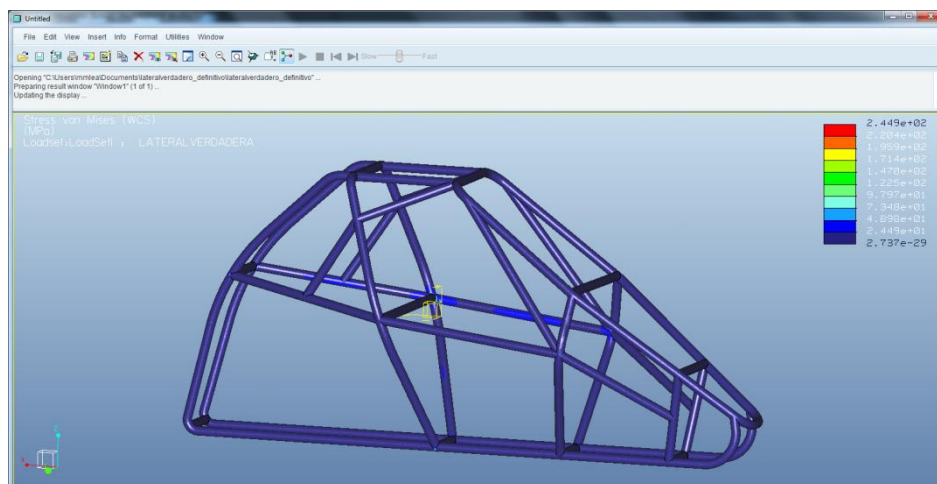 Untitled
File Edit View Insert Info Format Utilities Window
Slow Fast
Opening "C:\Users\mmlea\Documents\lateralverdadero_definitivo\lateralverdadero_definitivo" ...
Preparing result window "Window1" (1 of 1) ...
Updating the display ...
Stress von Mises (WCS)
(MPa)
Loadset:LoadSet1 : LATERALVERDADERA
2.449e+02
2.204e+02
1.959e+02
1.714e+02
1.470e+02
1.225e+02
9.797e+01
7.348e+01
4.898e+01
2.449e+01
2.737e-29